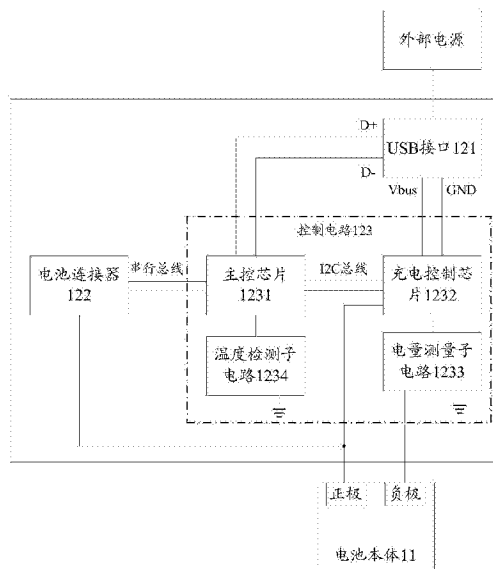 外部电源
D+
USB接口121
D-
Vbus
GND
控制电路123
电池连接器
122
串行总线
主控芯片
1231
I2C总线
充电控制芯
片1232
温度检测子
电路1234
电量测量子
电路1233
正极
负极
电池本体11